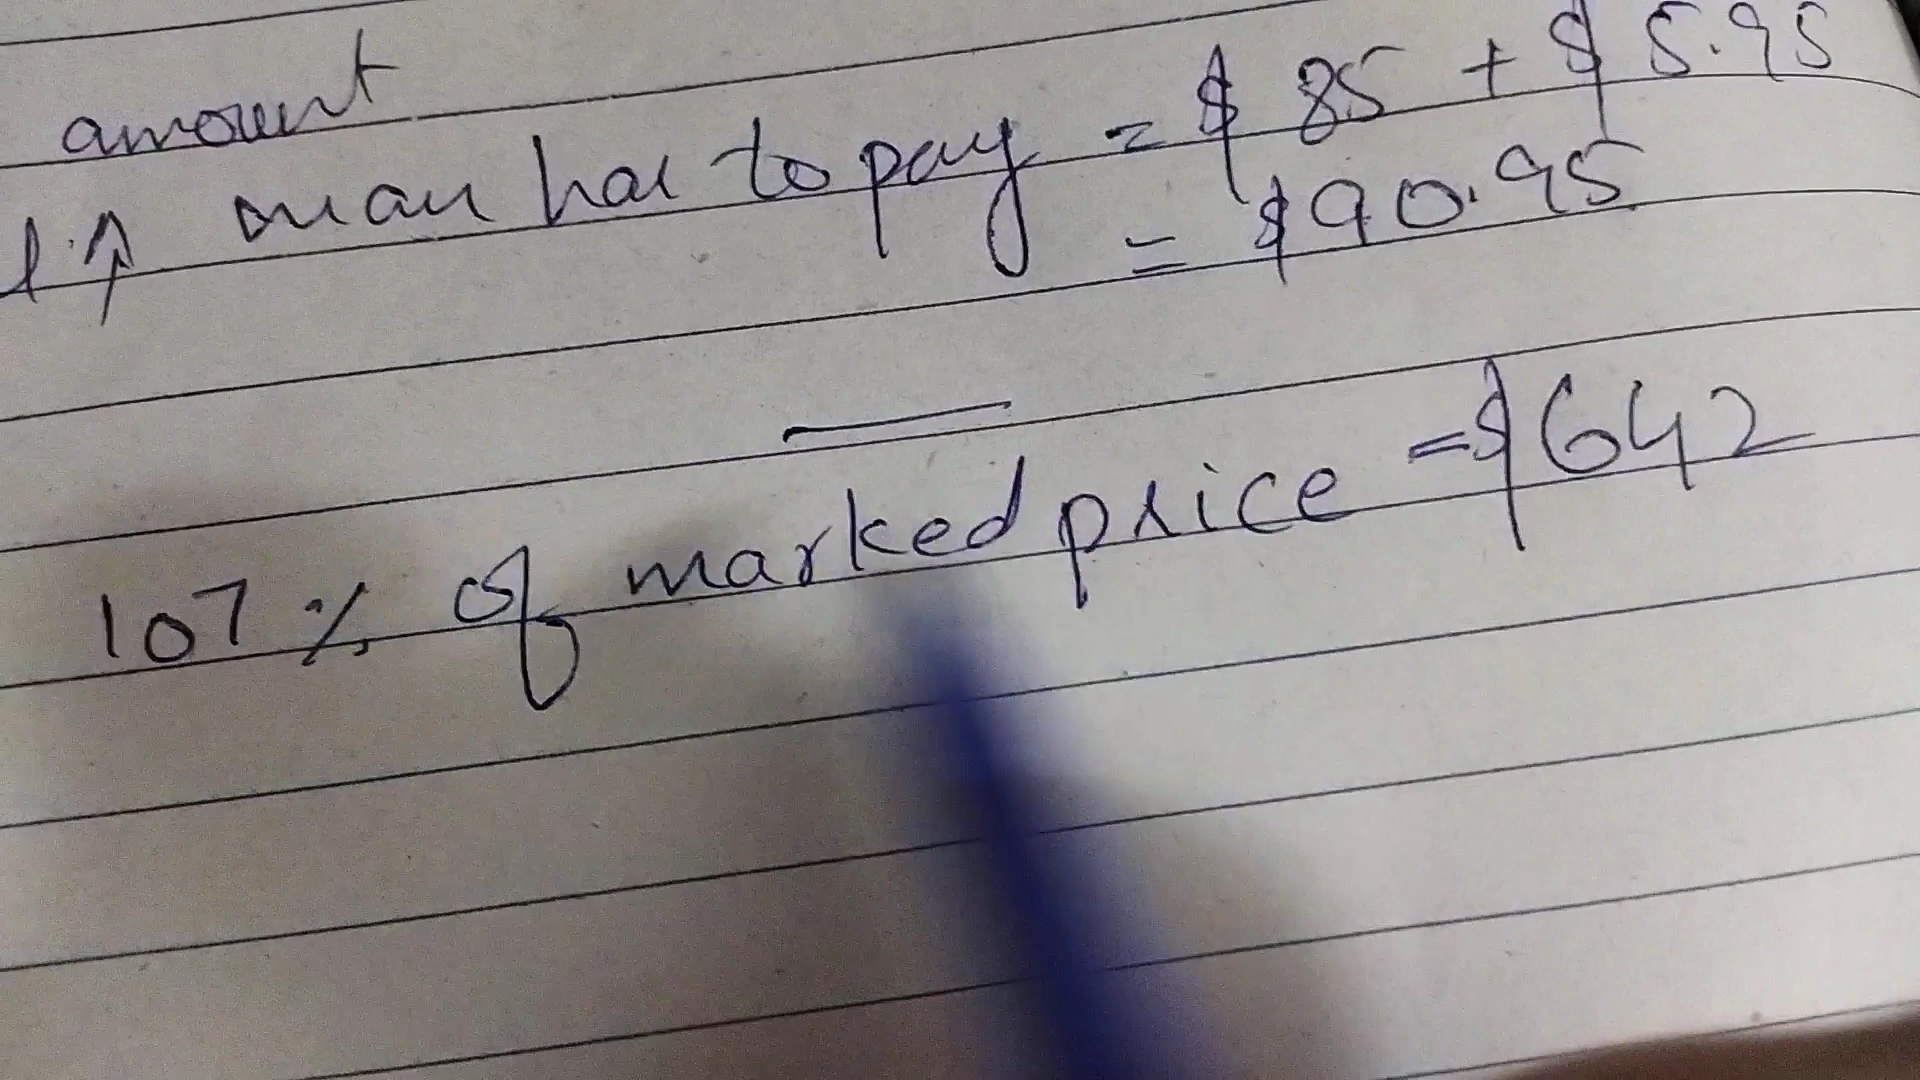 amount
man has to pay = $ 85 + $ 5.95
= $90.95
107 % of marked price = $642